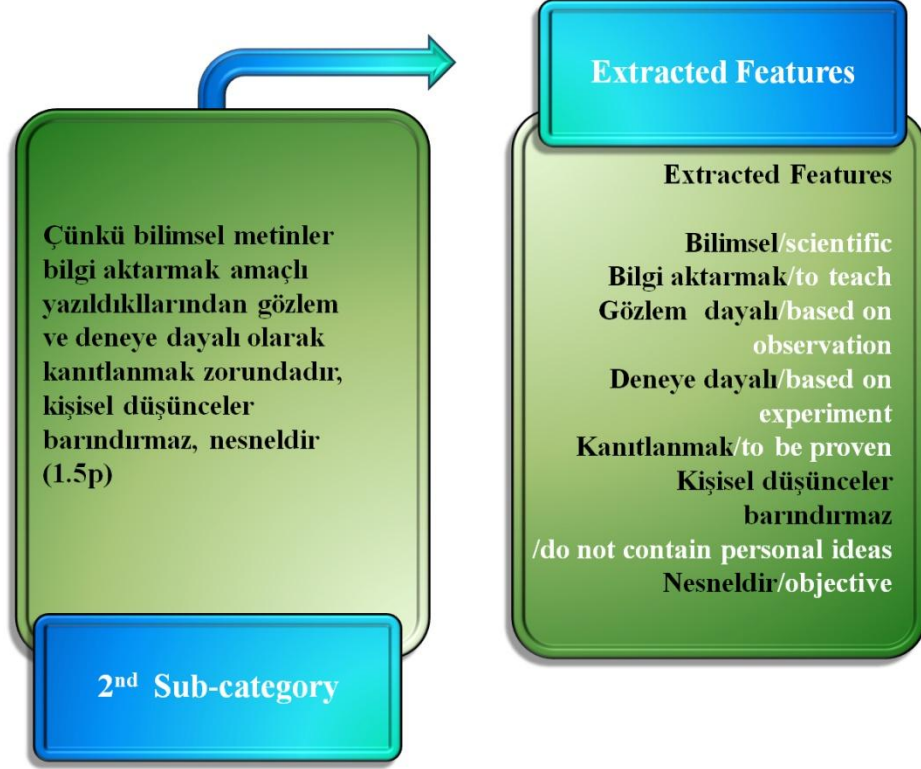 Çünkü bilimsel metinler
bilgi aktarmak amaçlı
yazıldıkllarından gözlem
ve deneye dayalı olarak
kanıtlanmak zorundadır,
kişisel düşünceler
barındırmaz, nesneldir
(1.5p)
2nd Sub-category
Extracted Features
Extracted Features
Bilimsel/scientific
Bilgi aktarmak/to teach
Gözlem dayalı/based on
observation
Deneye dayalı/based on
experiment
Kanıtlanmak/to be proven
Kişisel düşünceler
barındırmaz
/do not contain personal ideas
Nesneldir/objective